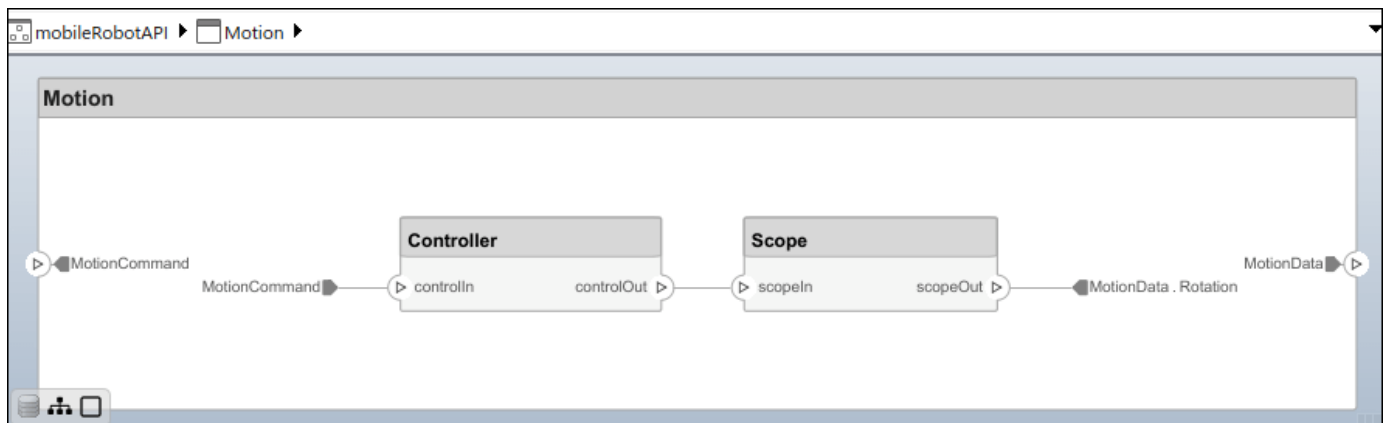 mobileRobotAPI Motion
Motion
Controller
Scope
MotionCommand
MotionData
MotionCommand
controlIn
controlOut
scopeIn
scopeOut
MotionData . Rotation